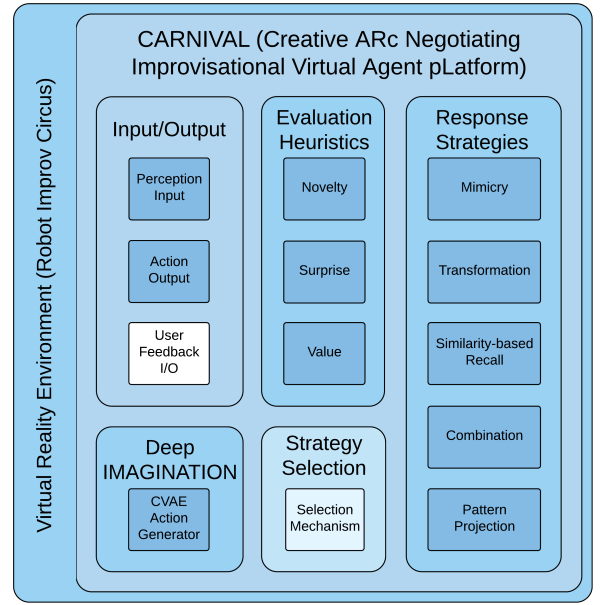 Virtual Reality Environment (Robot Improv Circus)
CARNIVAL (Creative ARc Negotiating
Improvisational Virtual Agent pLatform)
Input/Output
Perception
Input
Action
Output
User
Feedback
I/O
Evaluation
Heuristics
Novelty
Surprise
Value
Response
Strategies
Mimicry
Transformation
Similarity-based
Recall
Combination
Pattern
Projection
Deep
IMAGINATION
CVAE
Action
Generator
Strategy
Selection
Selection
Mechanism